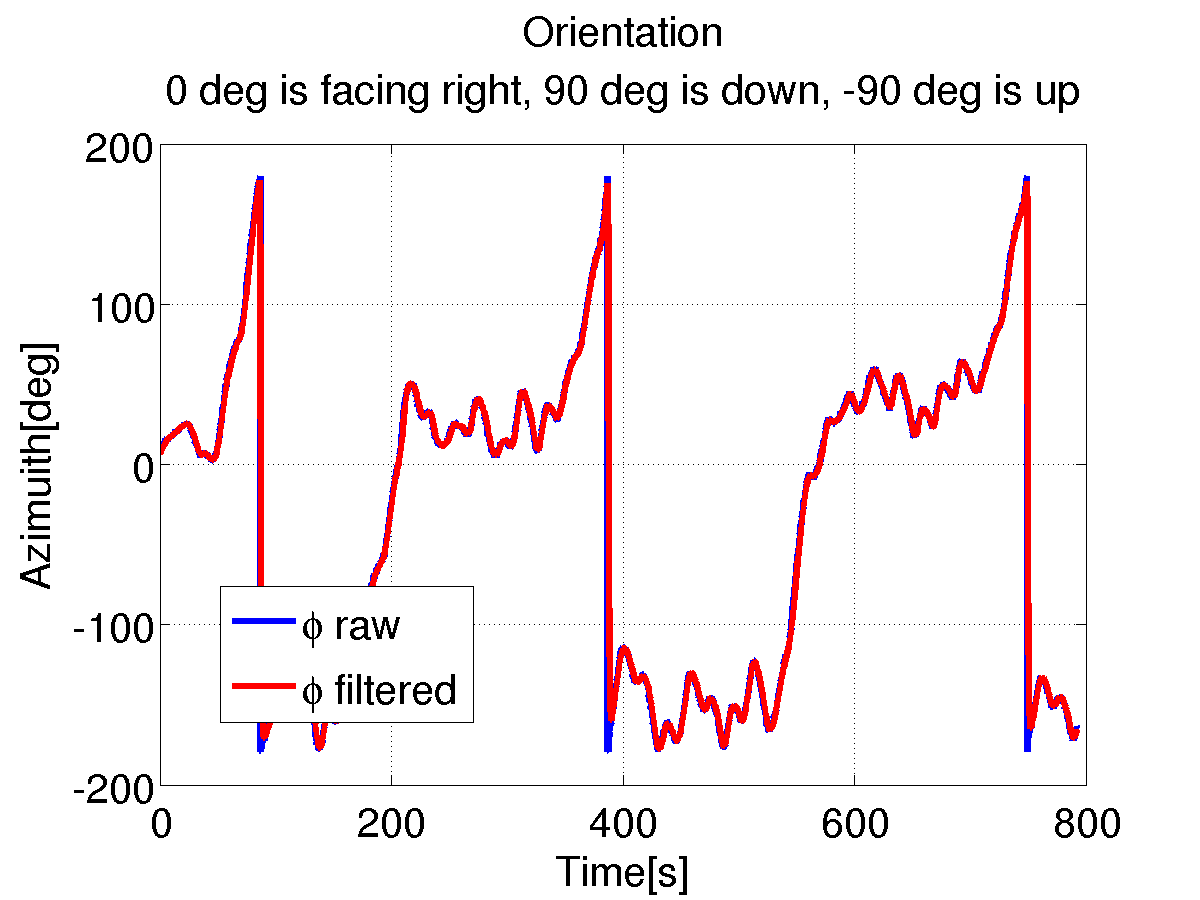 Orientation
0 deg is facing right, 90 deg is down, -90 deg is up
200
100
0
-100
-200
Azimuith[deg]
ϕ raw
ϕ filtered
0
200
400
600
800
Time[s]